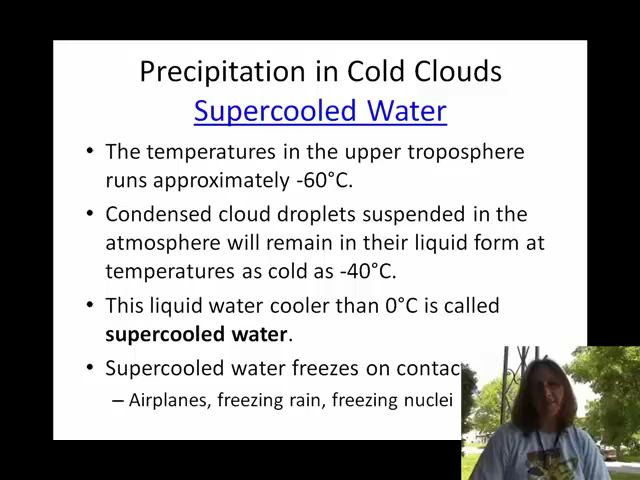 Precipitation in Cold Clouds
Supercooled Water
• The temperatures in the upper troposphere
runs approximately -60°C.
• Condensed cloud droplets suspended in the
atmosphere will remain in their liquid form at
temperatures as cold as -40°C.
• This liquid water cooler than 0°C is called
supercooled water.
• Supercooled water freezes on contac
– Airplanes, freezing rain, freezing nuclei